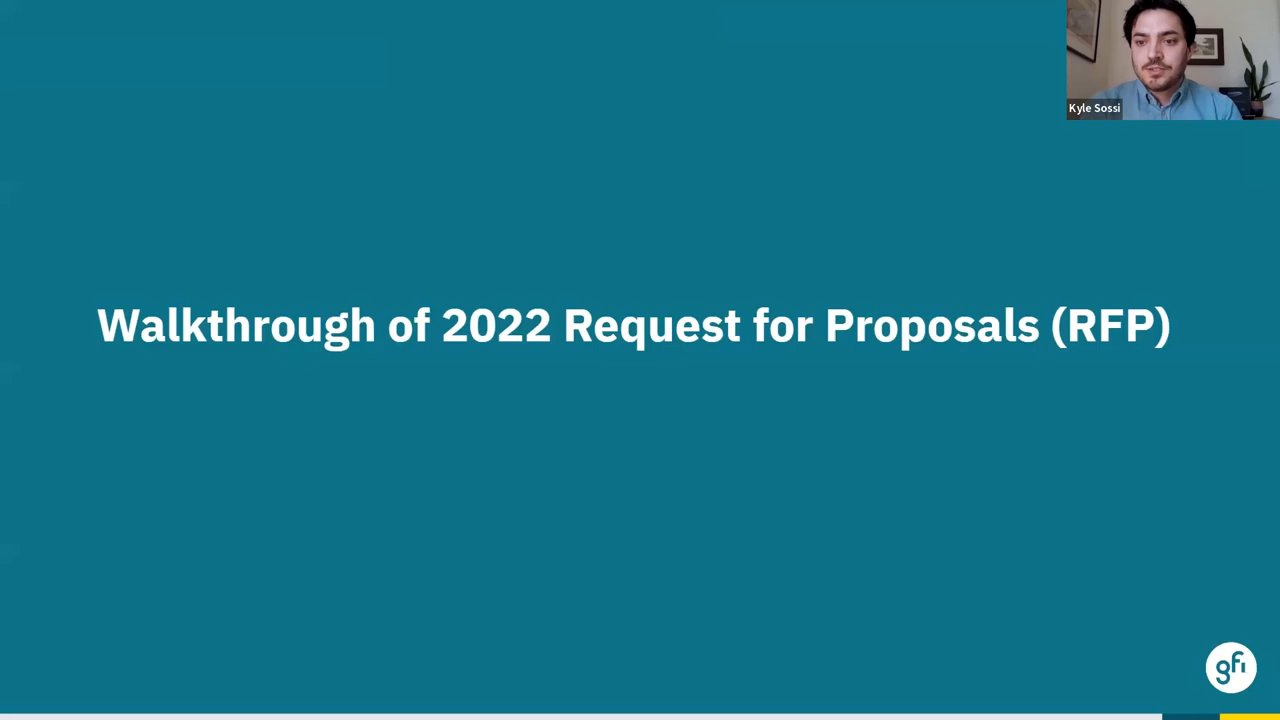 Kyle Sossi
Walkthrough of 2022 Request for Proposals (RFP)
gfi